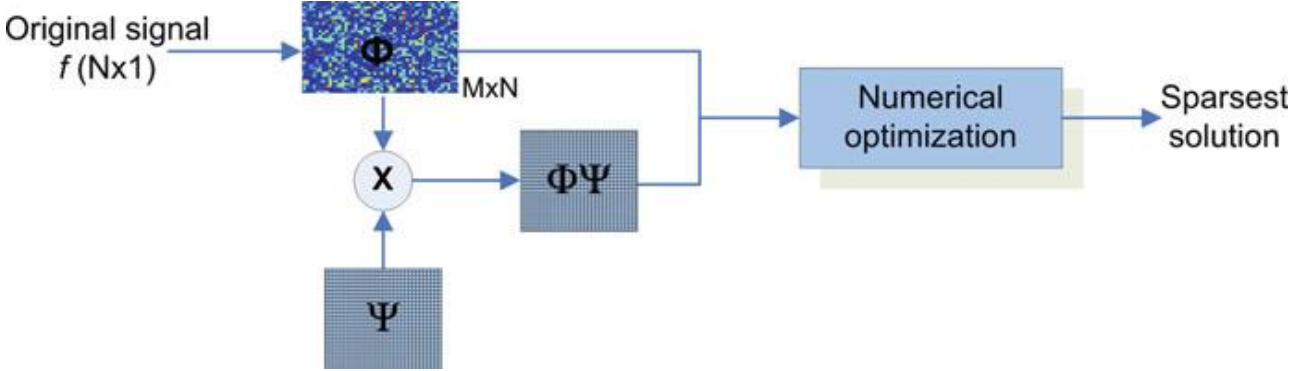 Original signal
f (Nx1)
Φ
MxN
X
ΦΨ
Ψ
Numerical
optimization
Sparsest
solution